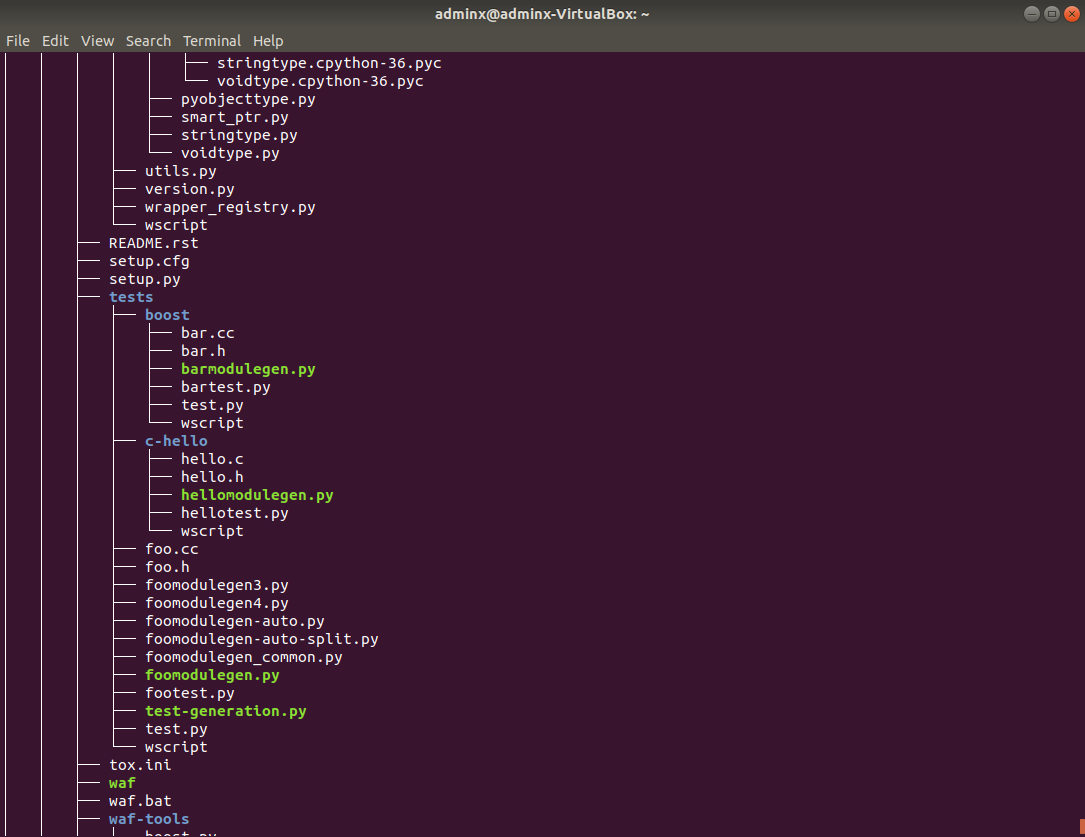 adminx@adminx-VirtualBox: ~
File Edit View Search Terminal Help
stringtype.cpython-36.pyc
voidtype.cpython-36.pyc
pyobjecttype.py
smart_ptr.py
stringtype.py
voidtype.py
utils.py
version.py
wrapper_registry.py
wscript
README.rst
setup.cfg
setup.py
tests
boost
bar.cc
bar.h
barmodulegen.py
bartest.py
test.py
wscript
c-hello
hello.c
hello.h
hellomodulegen.py
hellotest.py
wscript
foo.cc
foo.h
foomodulegen3.py
foomodulegen4.py
foomodulegen-auto.py
foomodulegen-auto-split.py
foomodulegen_common.py
foomodulegen.py
footest.py
test-generation.py
test.py
wscript
tox.ini
waf
waf.bat
waf-tools
boost.py